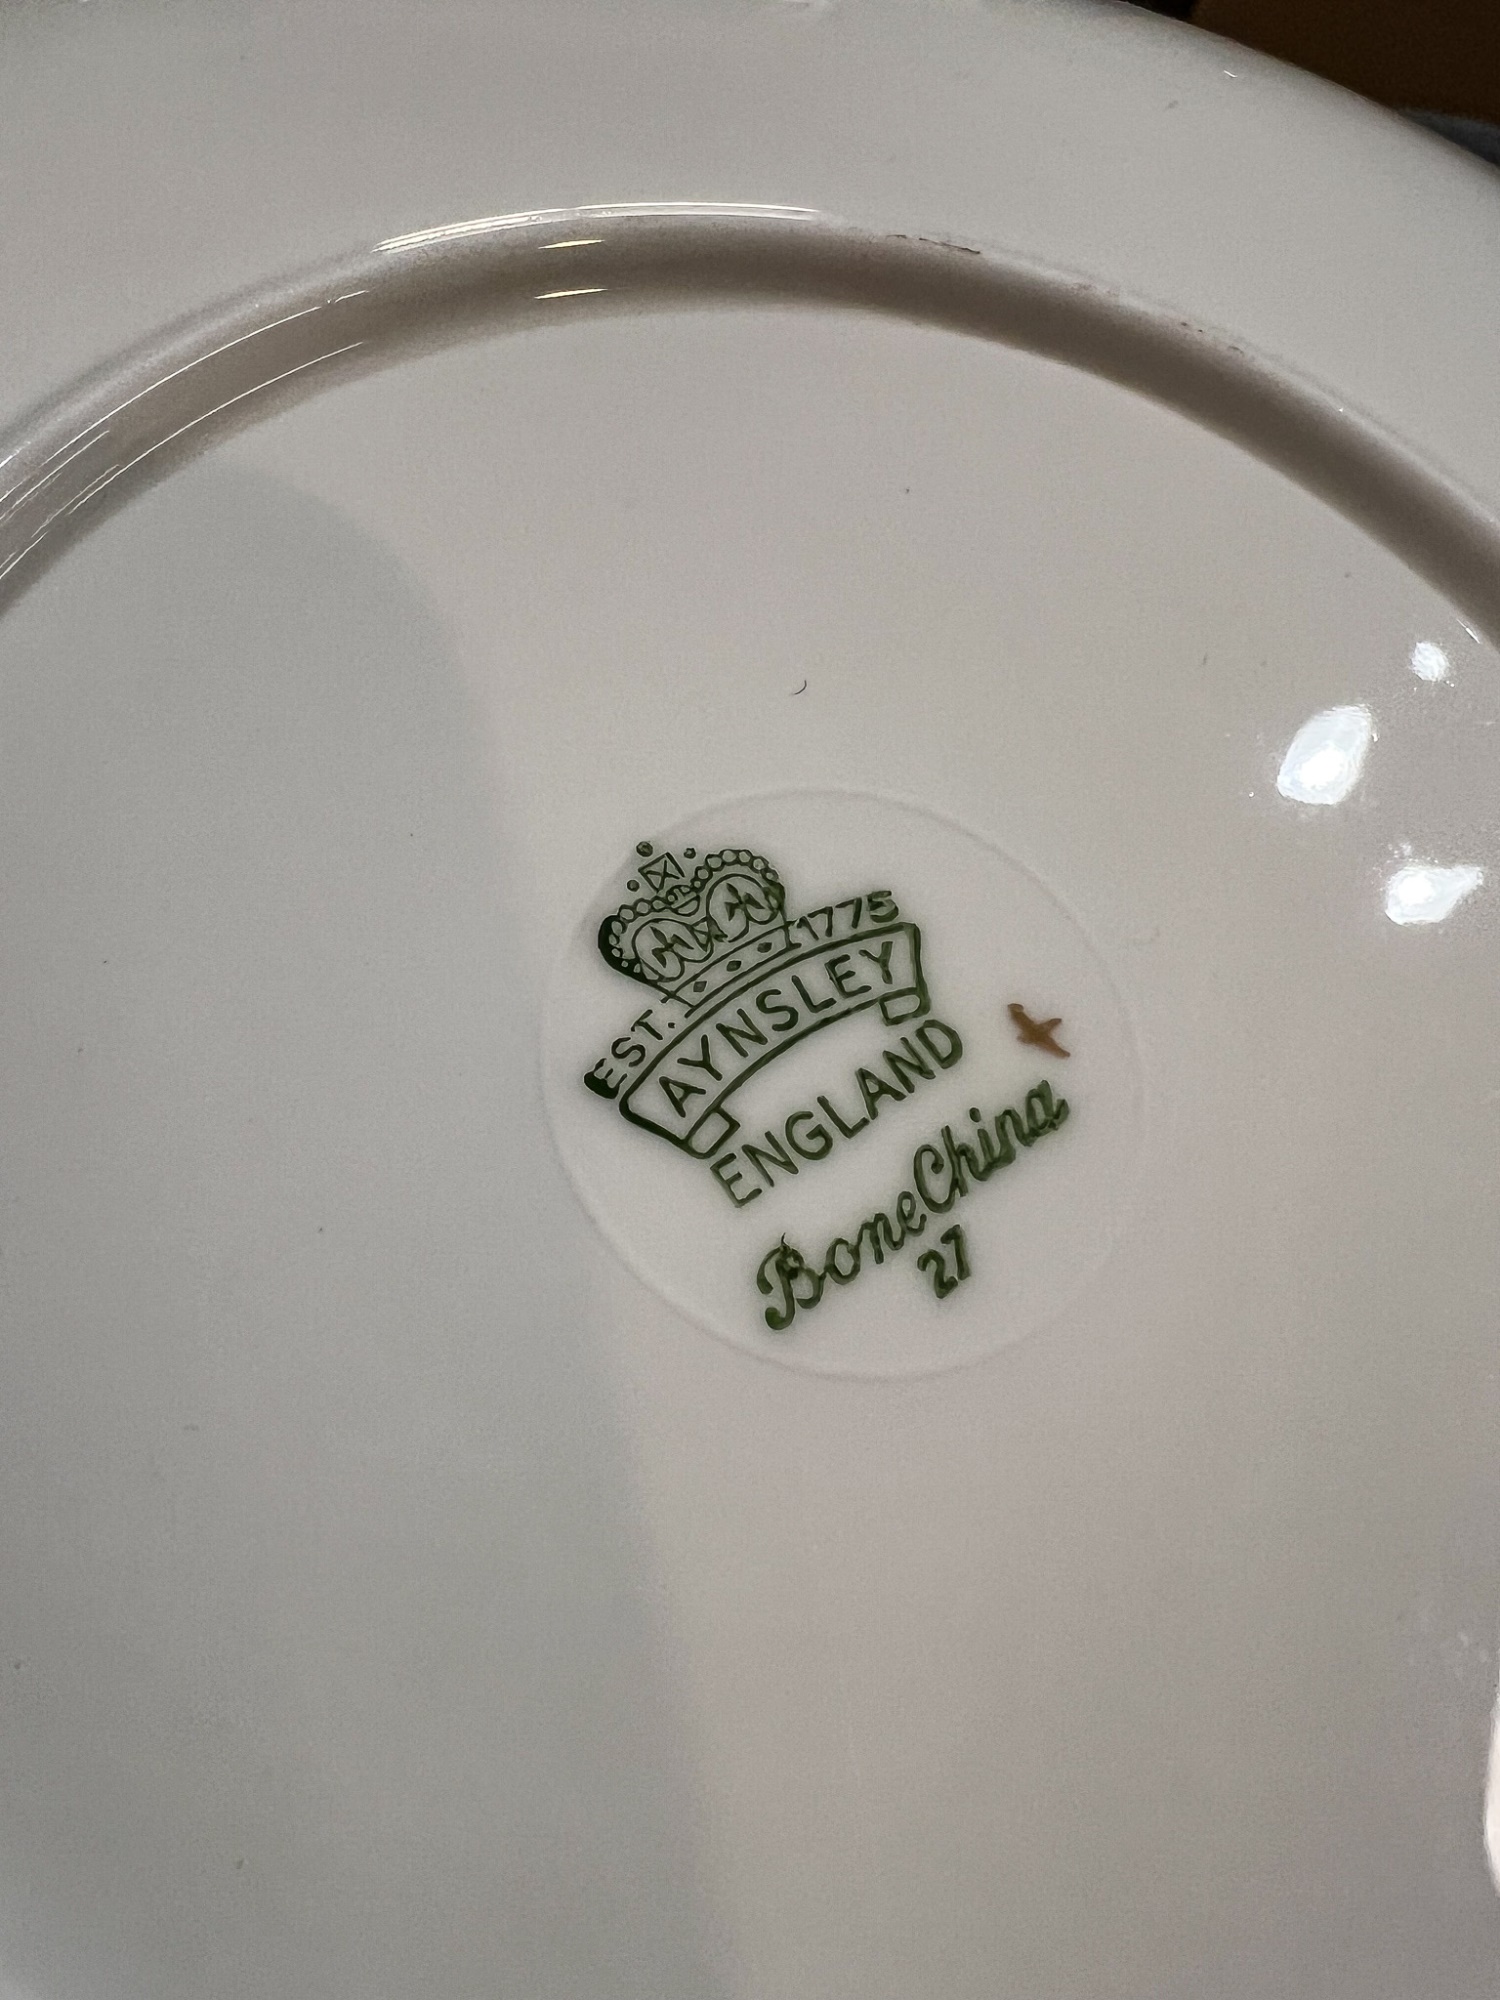 EST. 1775
AYNSLEY
ENGLAND
Bone China
27